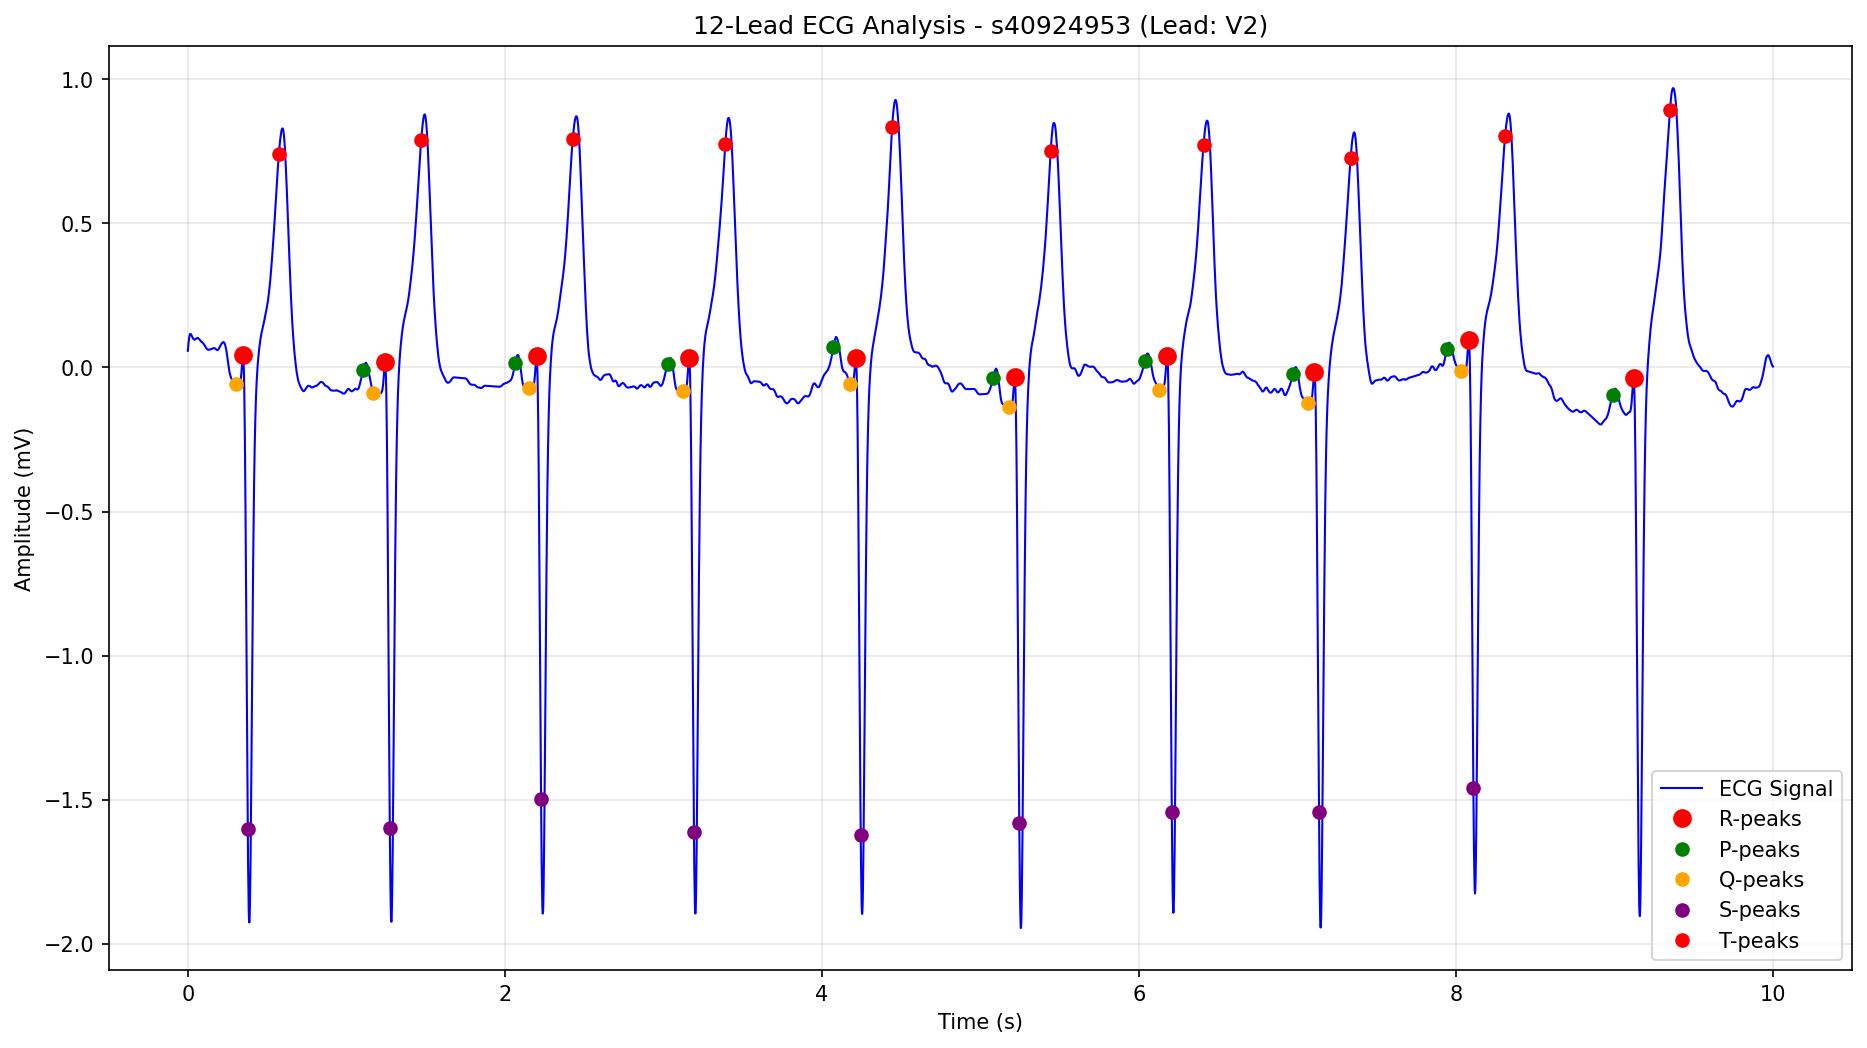 12-Lead ECG Analysis - s40924953 (Lead: V2)
1.0
0.5
0.0
−0.5
−1.0
−1.5
−2.0
Amplitude (mV)
0
2
4
6
8
10
Time (s)
ECG Signal
R-peaks
P-peaks
Q-peaks
S-peaks
T-peaks